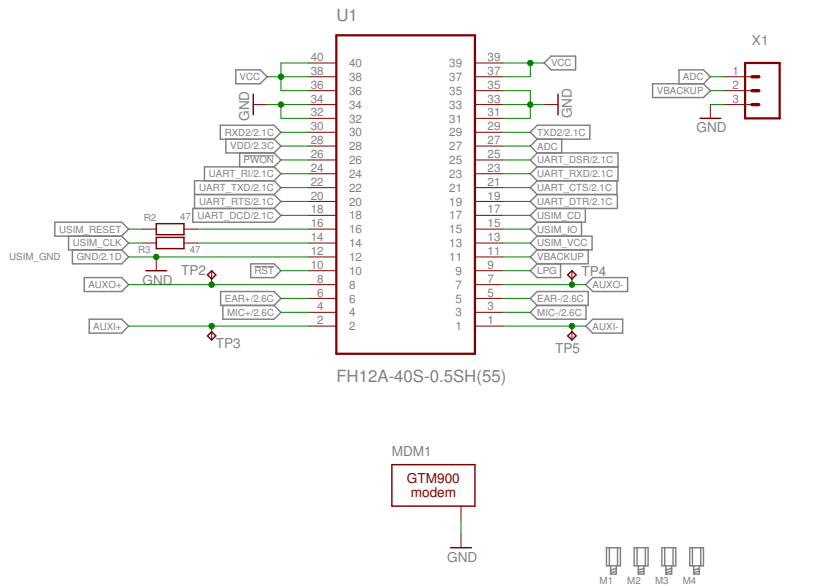 U1
X1
40 40 39 39
VCC 38 38 37 37 VCC
36 36 35 35
GND 34 34 33 33 GND
32 32 31 31
RXD2/2.1C 30 30 29 29 TXD2/2.1C
VDD/2.3C 28 28 27 27 ADC
PWON 26 26 25 25 UART_DSR/2.1C
UART_RI/2.1C 24 24 23 23 UART_RXD/2.1C
UART_TXD/2.1C 22 22 21 21 UART_CTS/2.1C
UART_RTS/2.1C 20 20 19 19 UART_DTR/2.1C
UART_DCD/2.1C 18 18 17 17 USIM_CD
R2 47
USIM_RESET 16 16 15 15 USIM_IO
USIM_CLK 14 14 13 13 USIM_VCC
R3 47
USIM_GND GND/2.1D 12 12 11 11 VBACKUP
GND
RST 10 10 9 9 LPG
TP2 TP4
AUXO+ 8 8 7 7 AUXO-
EAR+/2.6C 6 6 5 5 EAR-/2.6C
MIC+/2.6C 4 4 3 3 MIC-/2.6C
AUXI+ 2 2 1 1 AUXI-
TP3 TP5
FH12A-40S-0.5SH(55)
ADC 1
VBACKUP 2
3
GND
MDM1
GTM900
modem
GND
M1 M2 M3 M4